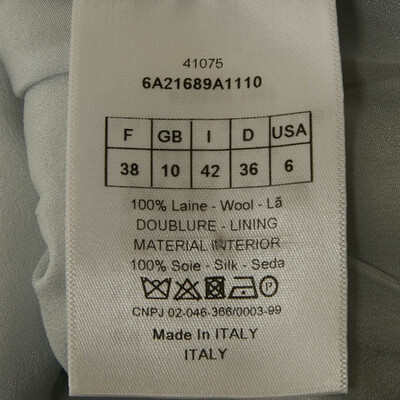 41075
6A21689A1110
F GB I D USA
38 10 42 36 6
100% Laine - Wool - Lã
DOUBLURE - LINING
MATERIAL INTERIOR
100% Soie - Silk - Seda
P
CNPJ 02-046-366/0003-99
Made In ITALY
ITALY